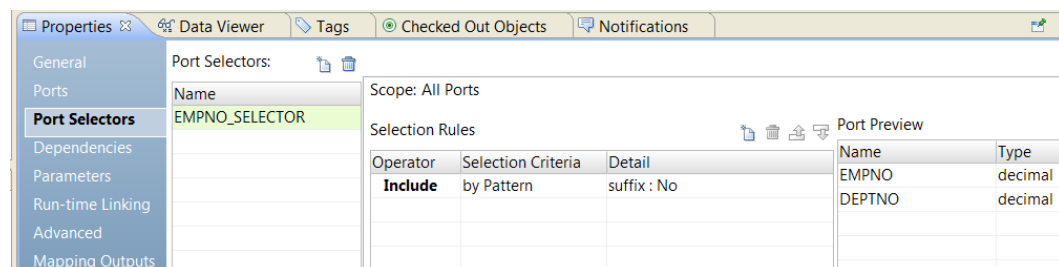 Properties Data Viewer Tags Checked Out Objects Notifications
General
Ports
Port Selectors
Dependencies
Parameters
Run-time Linking
Advanced
Mapping Outputs
Port Selectors:
Name
EMPNO_SELECTOR
Scope: All Ports
Selection Rules
Operator Selection Criteria Detail
Include by Pattern suffix : No
Port Preview
Name Type
EMPNO decimal
DEPTNO decimal